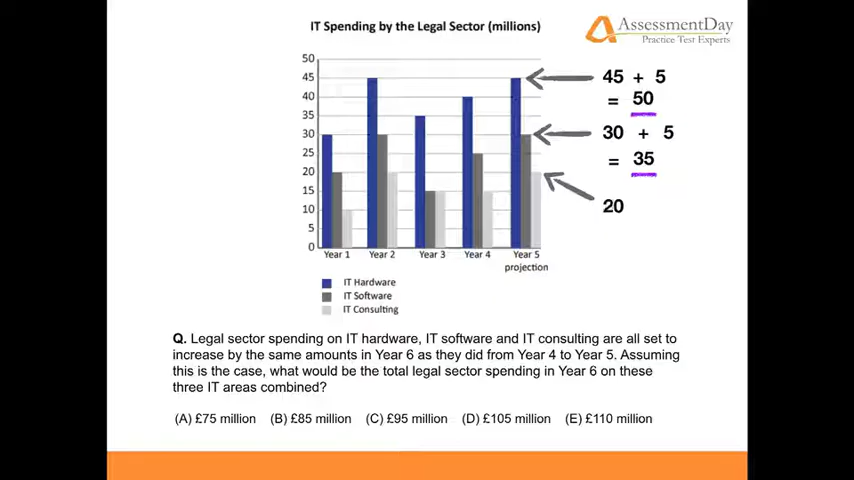 IT Spending by the Legal Sector (millions)
AssessmentDay
Practice Test Experts
50
45
40
35
30
25
20
15
10
5
0
Year 1
Year 2
Year 3
Year 4
Year 5
projection
45 + 5
= 50
30 + 5
= 35
20
IT Hardware
IT Software
IT Consulting
Q. Legal sector spending on IT hardware, IT software and IT consulting are all set to
increase by the same amounts in Year 6 as they did from Year 4 to Year 5. Assuming
this is the case, what would be the total legal sector spending in Year 6 on these
three IT areas combined?
(A) £75 million (B) £85 million (C) £95 million (D) £105 million (E) £110 million